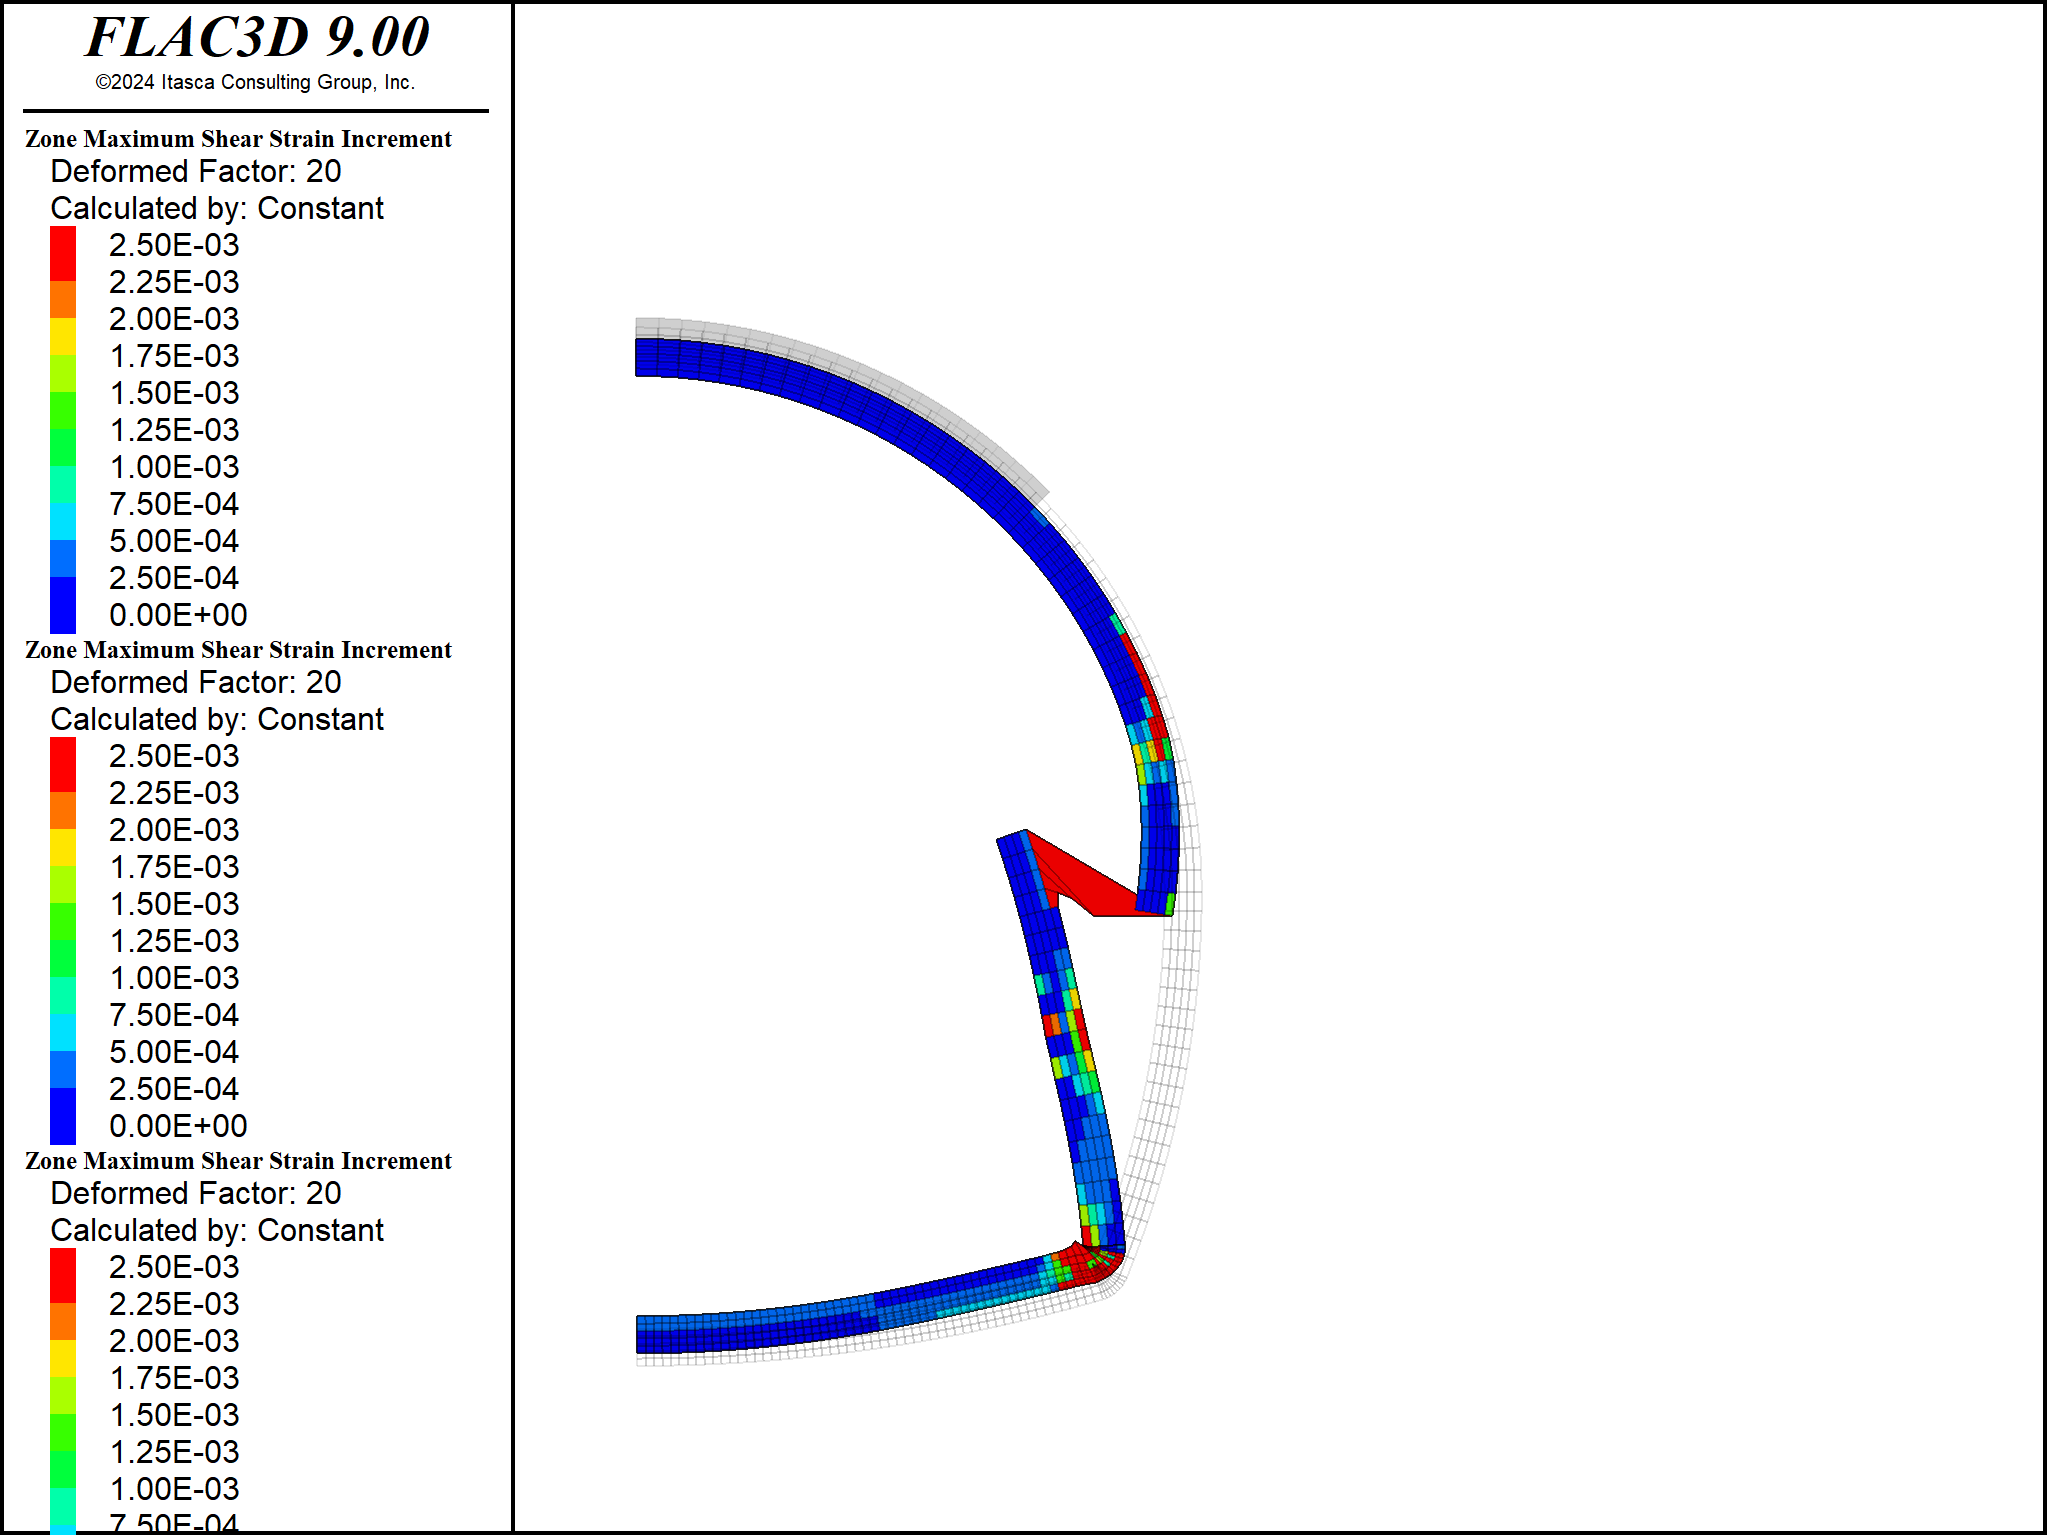 FLAC3D 9.00
©2024 Itasca Consulting Group, Inc.
Zone Maximum Shear Strain Increment
Deformed Factor: 20
Calculated by: Constant
2.50E-03
2.25E-03
2.00E-03
1.75E-03
1.50E-03
1.25E-03
1.00E-03
7.50E-04
5.00E-04
2.50E-04
0.00E+00
Zone Maximum Shear Strain Increment
Deformed Factor: 20
Calculated by: Constant
2.50E-03
2.25E-03
2.00E-03
1.75E-03
1.50E-03
1.25E-03
1.00E-03
7.50E-04
5.00E-04
2.50E-04
0.00E+00
Zone Maximum Shear Strain Increment
Deformed Factor: 20
Calculated by: Constant
2.50E-03
2.25E-03
2.00E-03
1.75E-03
1.50E-03
1.25E-03
1.00E-03
7.50E-04